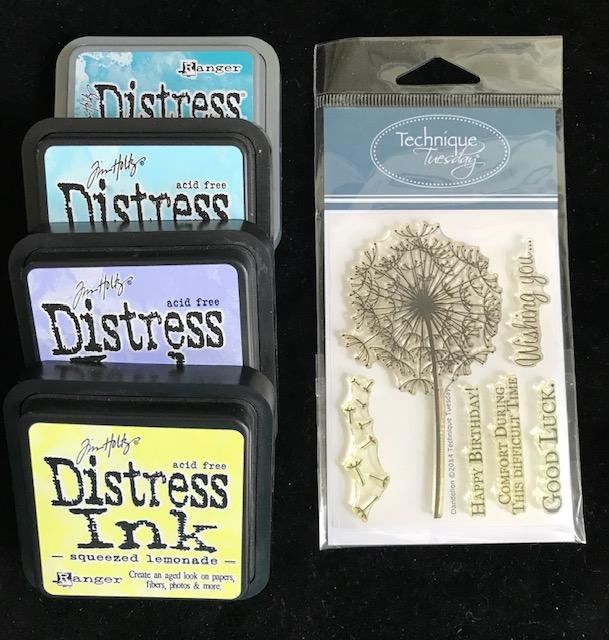 Ranger
Distress
Tim Holtz®
acid free
Distress
Tim Holtz®
acid free
Distress
Tim Holtz®
acid free
Distress
Ink
— squeezed lemonade —
Ranger
Create an aged look on papers,
fibers, photos & more.
Technique
Tuesday
Wishing you...
Dandelion ©2014 Technique Tuesday
HAPPY BIRTHDAY!
COMFORT DURING
THIS DIFFICULT TIME
GOOD LUCK.